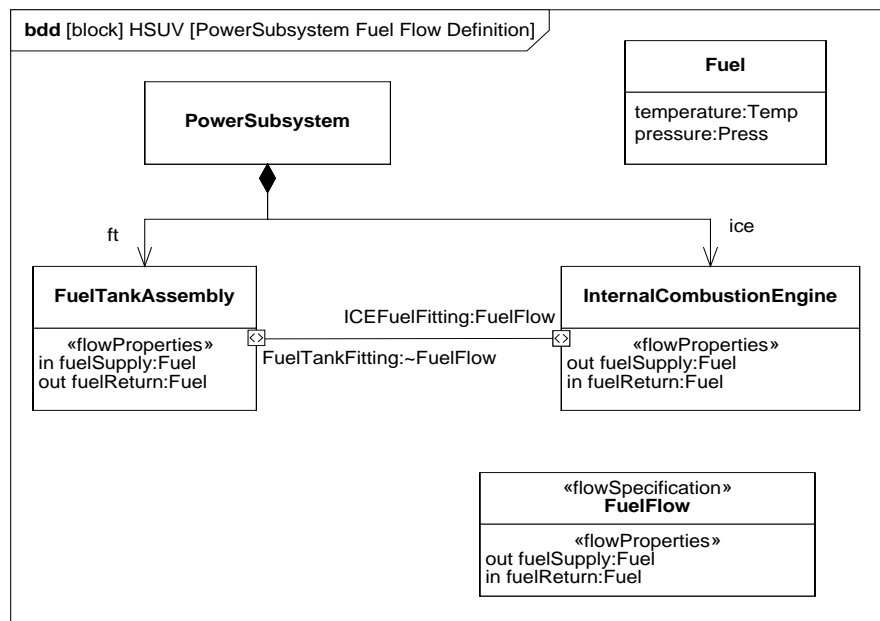 bdd [block] HSUV [PowerSubsystem Fuel Flow Definition]
Fuel
temperature:Temp
pressure:Press
PowerSubsystem
ft
ice
FuelTankAssembly
«flowProperties»
in fuelSupply:Fuel
out fuelReturn:Fuel
ICEFuelFitting:FuelFlow
FuelTankFitting:~FuelFlow
InternalCombustionEngine
«flowProperties»
out fuelSupply:Fuel
in fuelReturn:Fuel
«flowSpecification»
FuelFlow
«flowProperties»
out fuelSupply:Fuel
in fuelReturn:Fuel